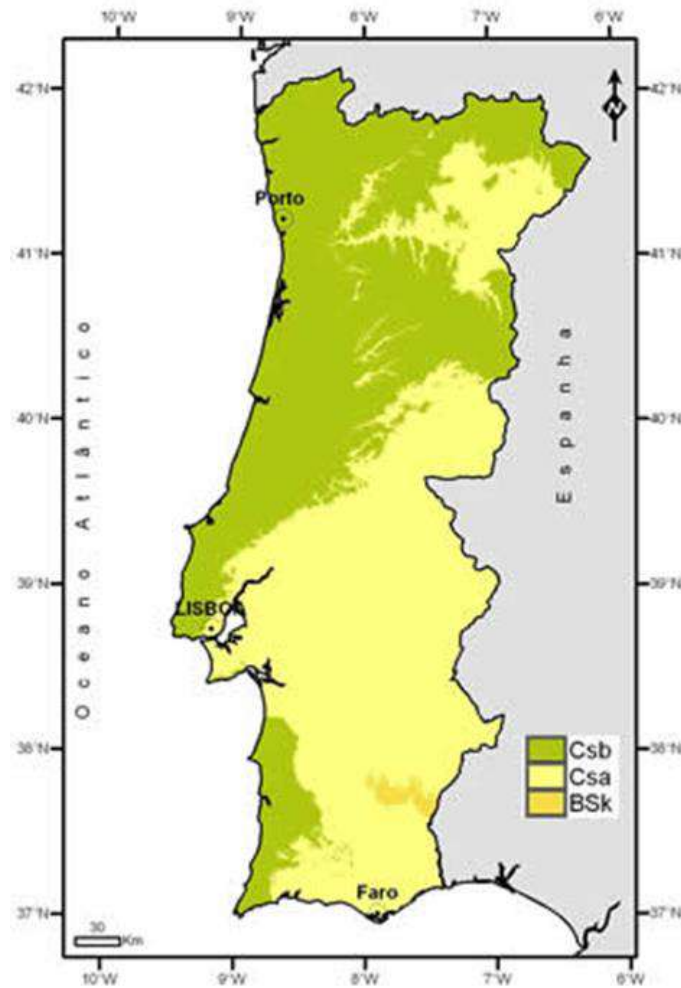 10°W 9°W 8°W 7°W 6°W
42°N 42°N
N
Porto
41°N 41°N
Oceano Atlântico
Espanha
40°N 40°N
39°N 39°N
LISBOA
38°N 38°N
Csb
Csa
BSk
Faro
37°N 37°N
30
Km
10°W 9°W 8°W 7°W 6°W